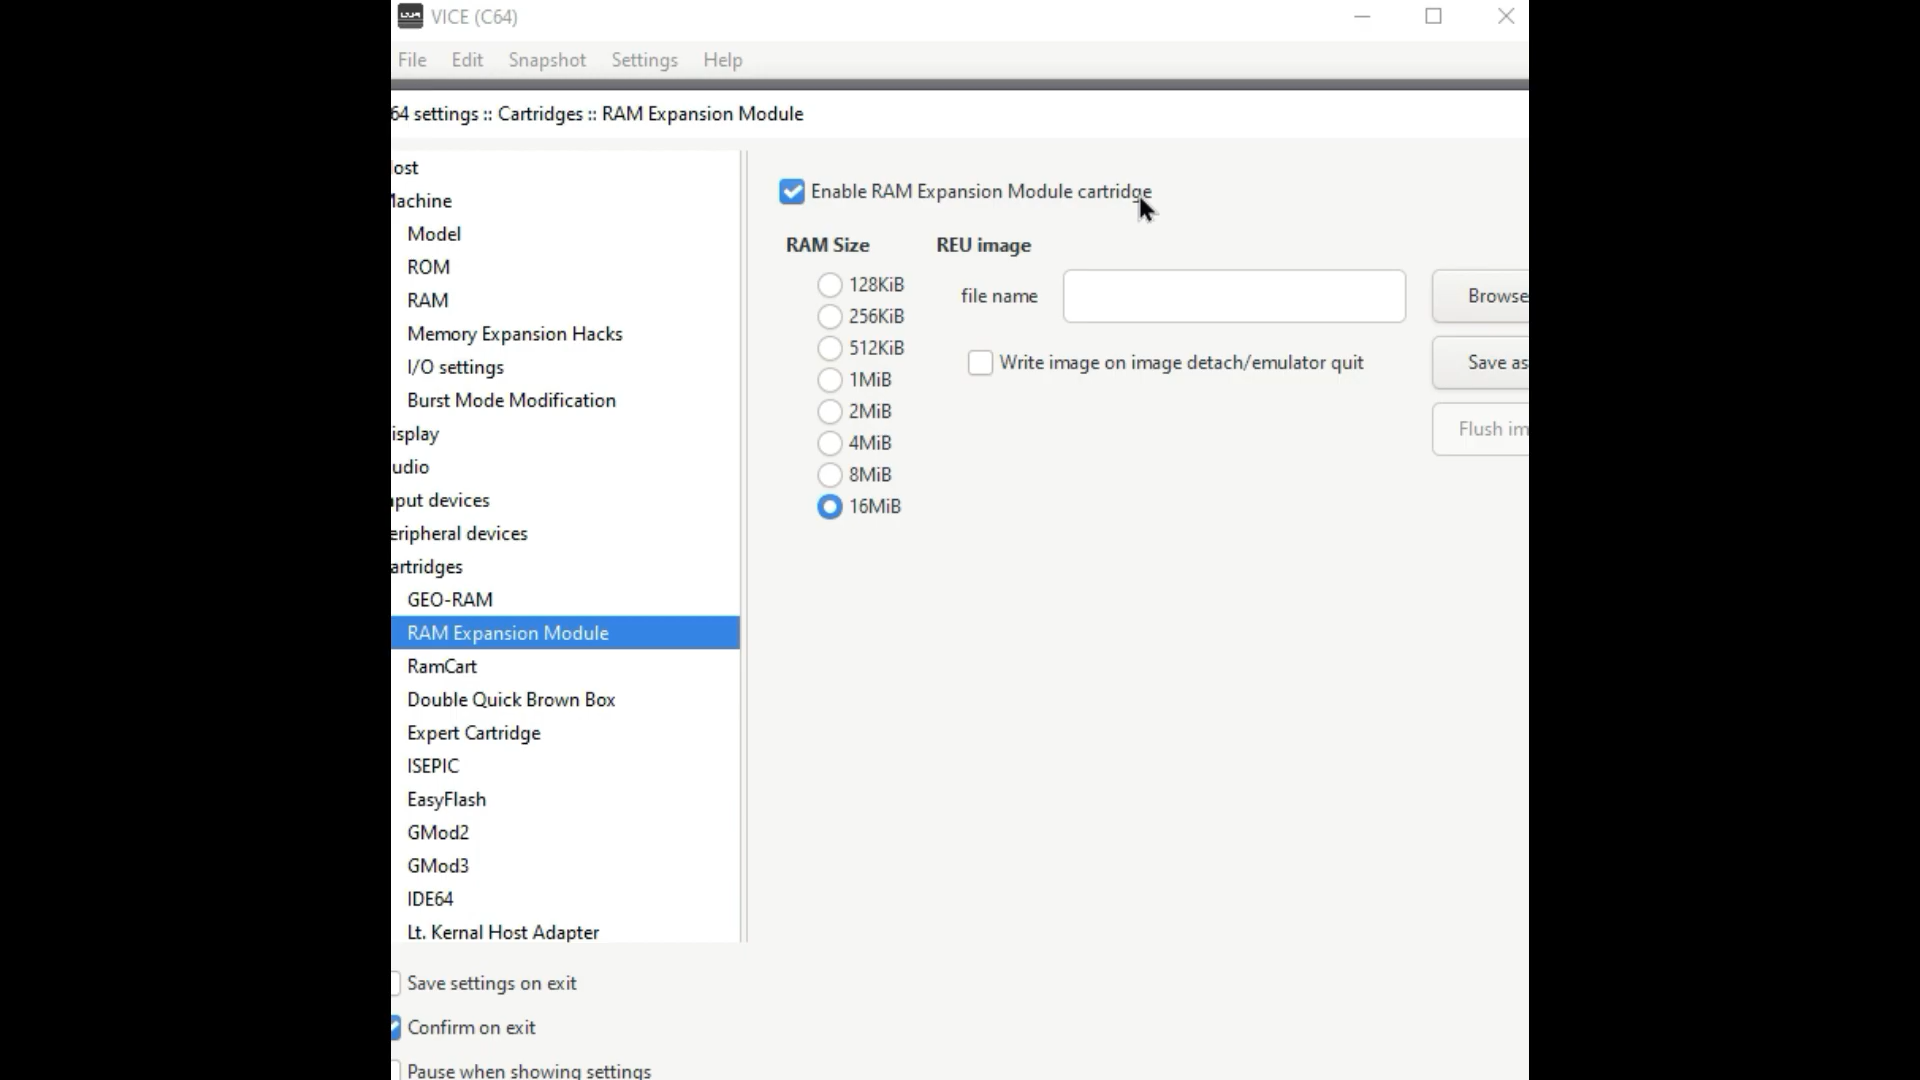 VICE (C64)
File Edit Snapshot Settings Help
64 settings :: Cartridges :: RAM Expansion Module
ost
Machine
Model
ROM
RAM
Memory Expansion Hacks
I/O settings
Burst Mode Modification
isplay
udio
nput devices
eripheral devices
artridges
GEO-RAM
RAM Expansion Module
RamCart
Double Quick Brown Box
Expert Cartridge
ISEPIC
EasyFlash
GMod2
GMod3
IDE64
Lt. Kernal Host Adapter
Save settings on exit
Confirm on exit
Pause when showing settings
Enable RAM Expansion Module cartridge
RAM Size
128KiB
256KiB
512KiB
1MiB
2MiB
4MiB
8MiB
16MiB
REU image
file name
Browse
Write image on image detach/emulator quit
Save as
Flush im